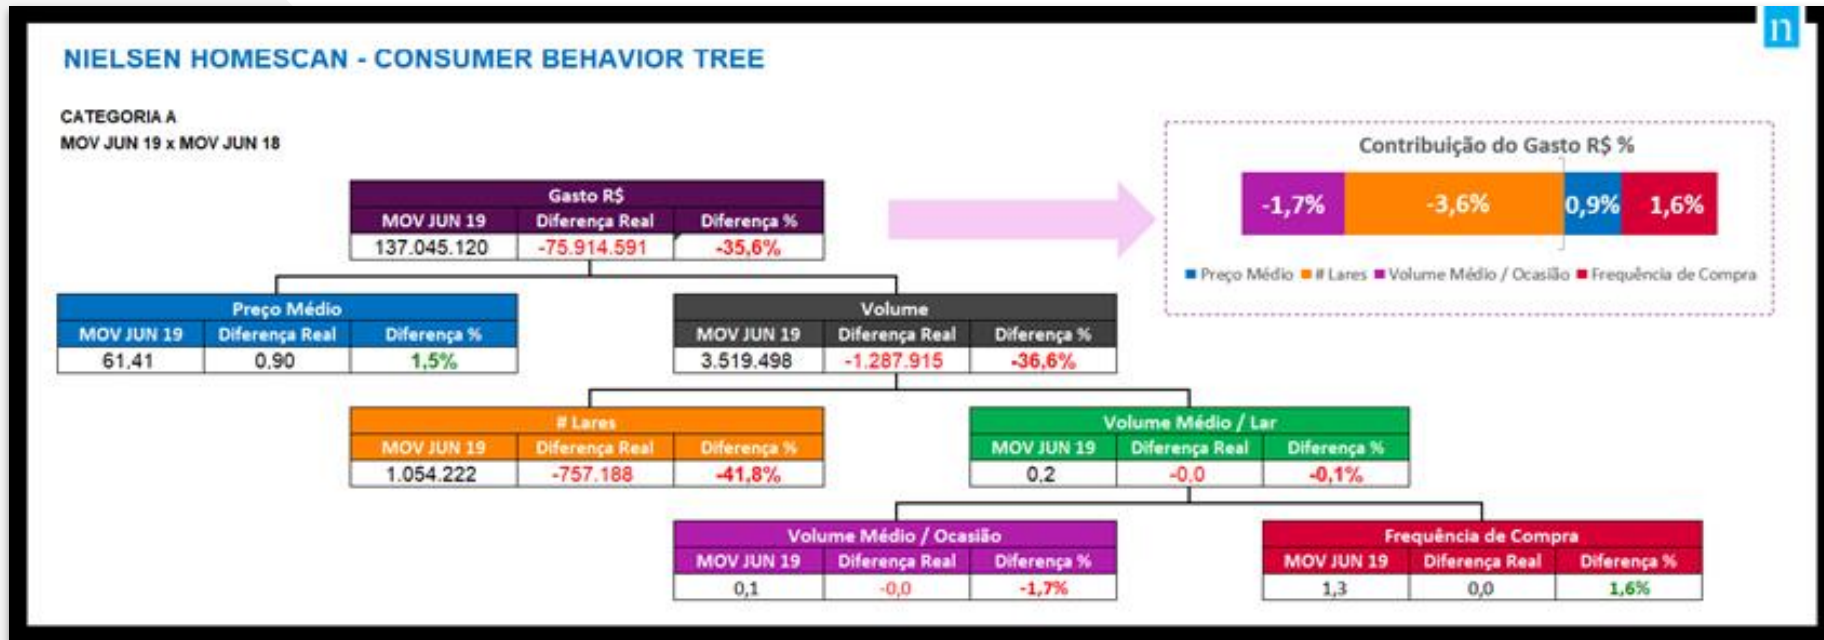 n
NIELSEN HOMESCAN - CONSUMER BEHAVIOR TREE
CATEGORIA A
MOV JUN 19 x MOV JUN 18
Contribuição do Gasto R$ %
-1,7% -3,6% 0,9% 1,6%
Preço Médio # Lares Volume Médio / Ocasião Frequência de Compra
Gasto R$
MOV JUN 19 Diferença Real Diferença %
137.045.120 -75.914.591 -35,6%
Preço Médio
MOV JUN 19 Diferença Real Diferença %
61,41 0,90 1,5%
Volume
MOV JUN 19 Diferença Real Diferença %
3.519.498 -1.287.915 -36,6%
# Lares
MOV JUN 19 Diferença Real Diferença %
1.054.222 -757.188 -41,8%
Volume Médio / Lar
MOV JUN 19 Diferença Real Diferença %
0,2 -0,0 -0,1%
Volume Médio / Ocasião
MOV JUN 19 Diferença Real Diferença %
0,1 -0,0 -1,7%
Frequência de Compra
MOV JUN 19 Diferença Real Diferença %
1,3 0,0 1,6%